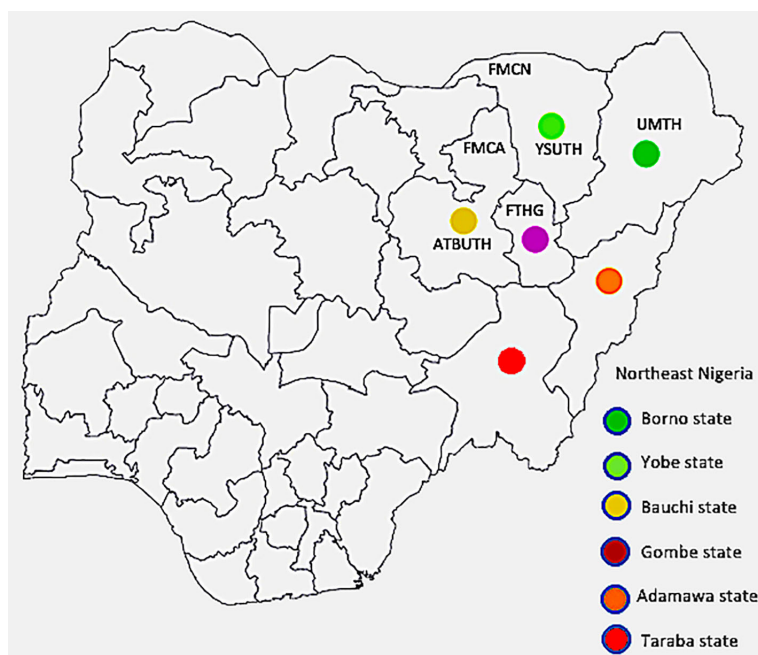 FMCN
UMTH
YSUTH
FMCA
FTHG
ATBUTH
Northeast Nigeria
Borno state
Yobe state
Bauchi state
Gombe state
Adamawa state
Taraba state